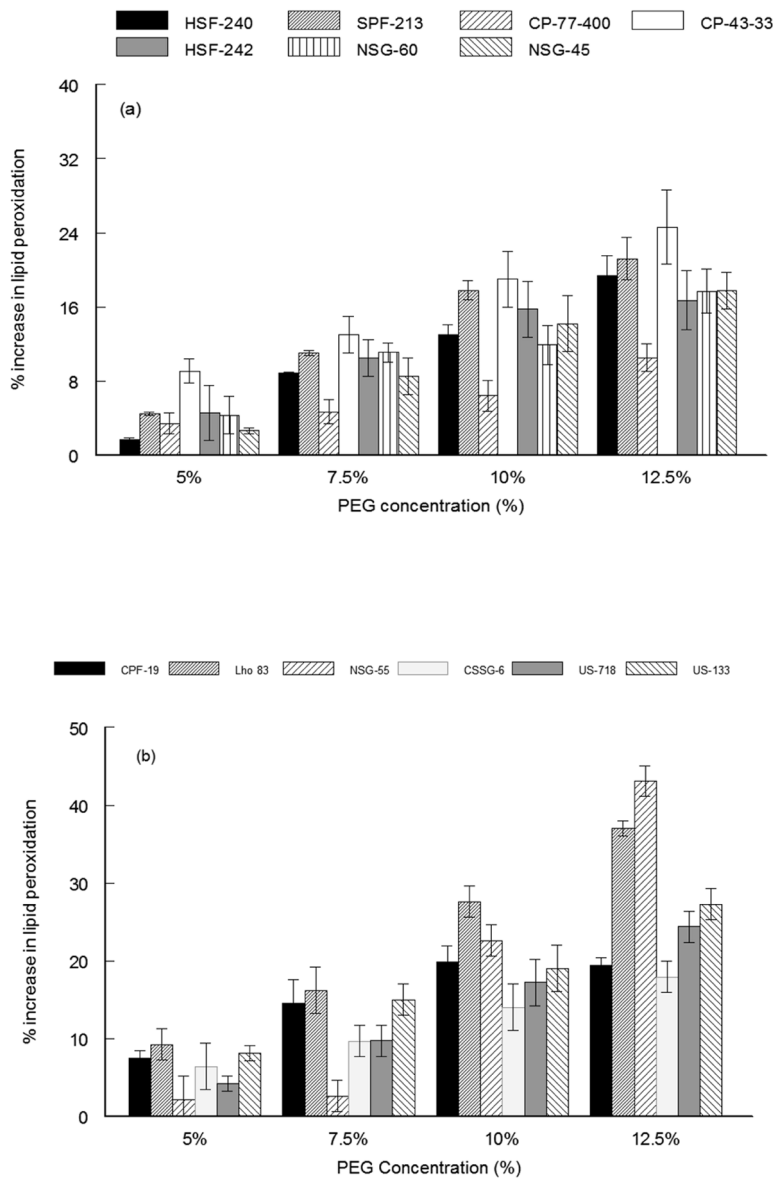 HSF-240 SPF-213 CP-77-400 CP-43-33
HSF-242 NSG-60 NSG-45
40
(a)
32
24
16
8
0
% increase in lipid peroxidation
5% 7.5% 10% 12.5%
PEG concentration (%)
CPF-19 Lho 83 NSG-55 CSSG-6 US-718 US-133
50
(b)
40
30
20
10
0
% increase in lipid peroxidation
5% 7.5% 10% 12.5%
PEG Concentration (%)